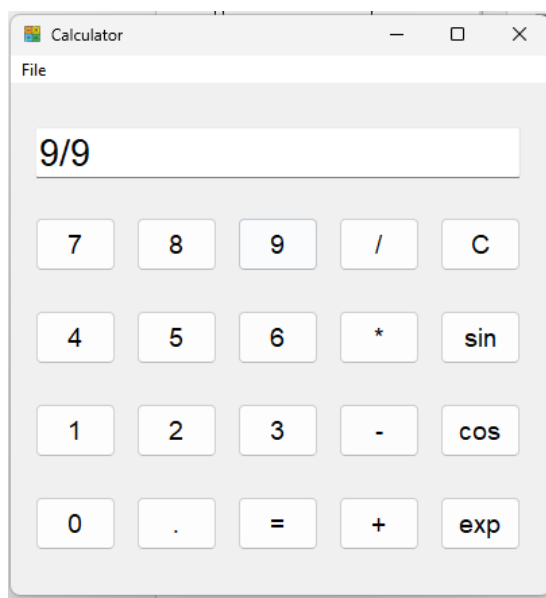 Calculator
File
9/9
7 8 9 / C
4 5 6 * sin
1 2 3 - cos
0 . = + exp